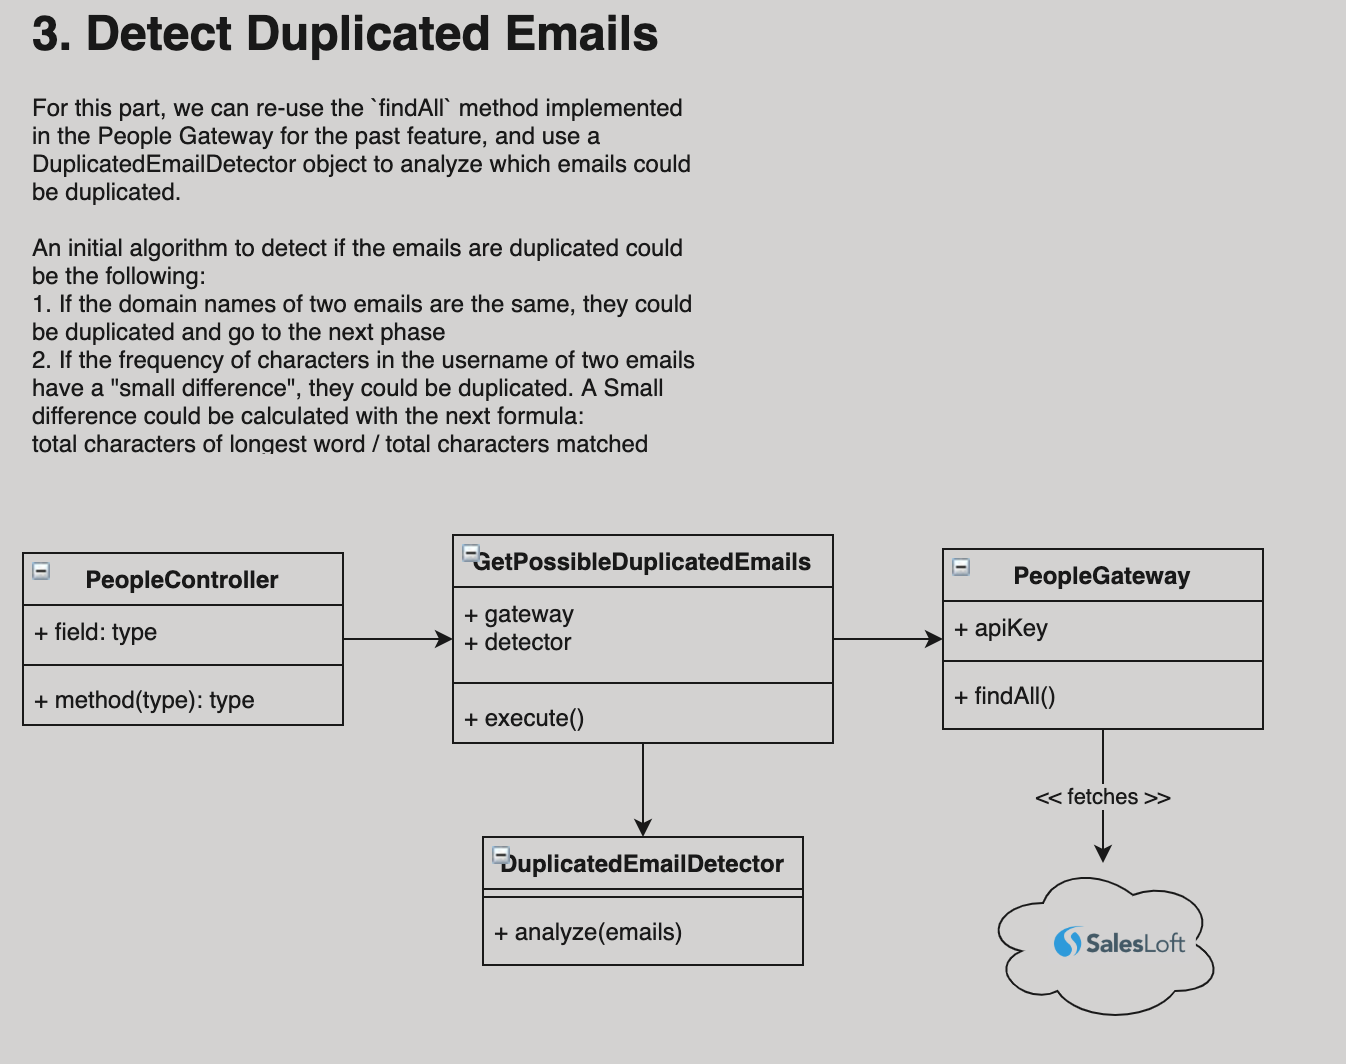 3. Detect Duplicated Emails
For this part, we can re-use the `findAll` method implemented
in the People Gateway for the past feature, and use a
DuplicatedEmailDetector object to analyze which emails could
be duplicated.
An initial algorithm to detect if the emails are duplicated could
be the following:
1. If the domain names of two emails are the same, they could
be duplicated and go to the next phase
2. If the frequency of characters in the username of two emails
have a "small difference", they could be duplicated. A Small
difference could be calculated with the next formula:
total characters of longest word / total characters matched
PeopleController
+ field: type
+ method(type): type
GetPossibleDuplicatedEmails
+ gateway
+ detector
+ execute()
PeopleGateway
+ apiKey
+ findAll()
<< fetches >>
DuplicatedEmailDetector
+ analyze(emails)
SalesLoft